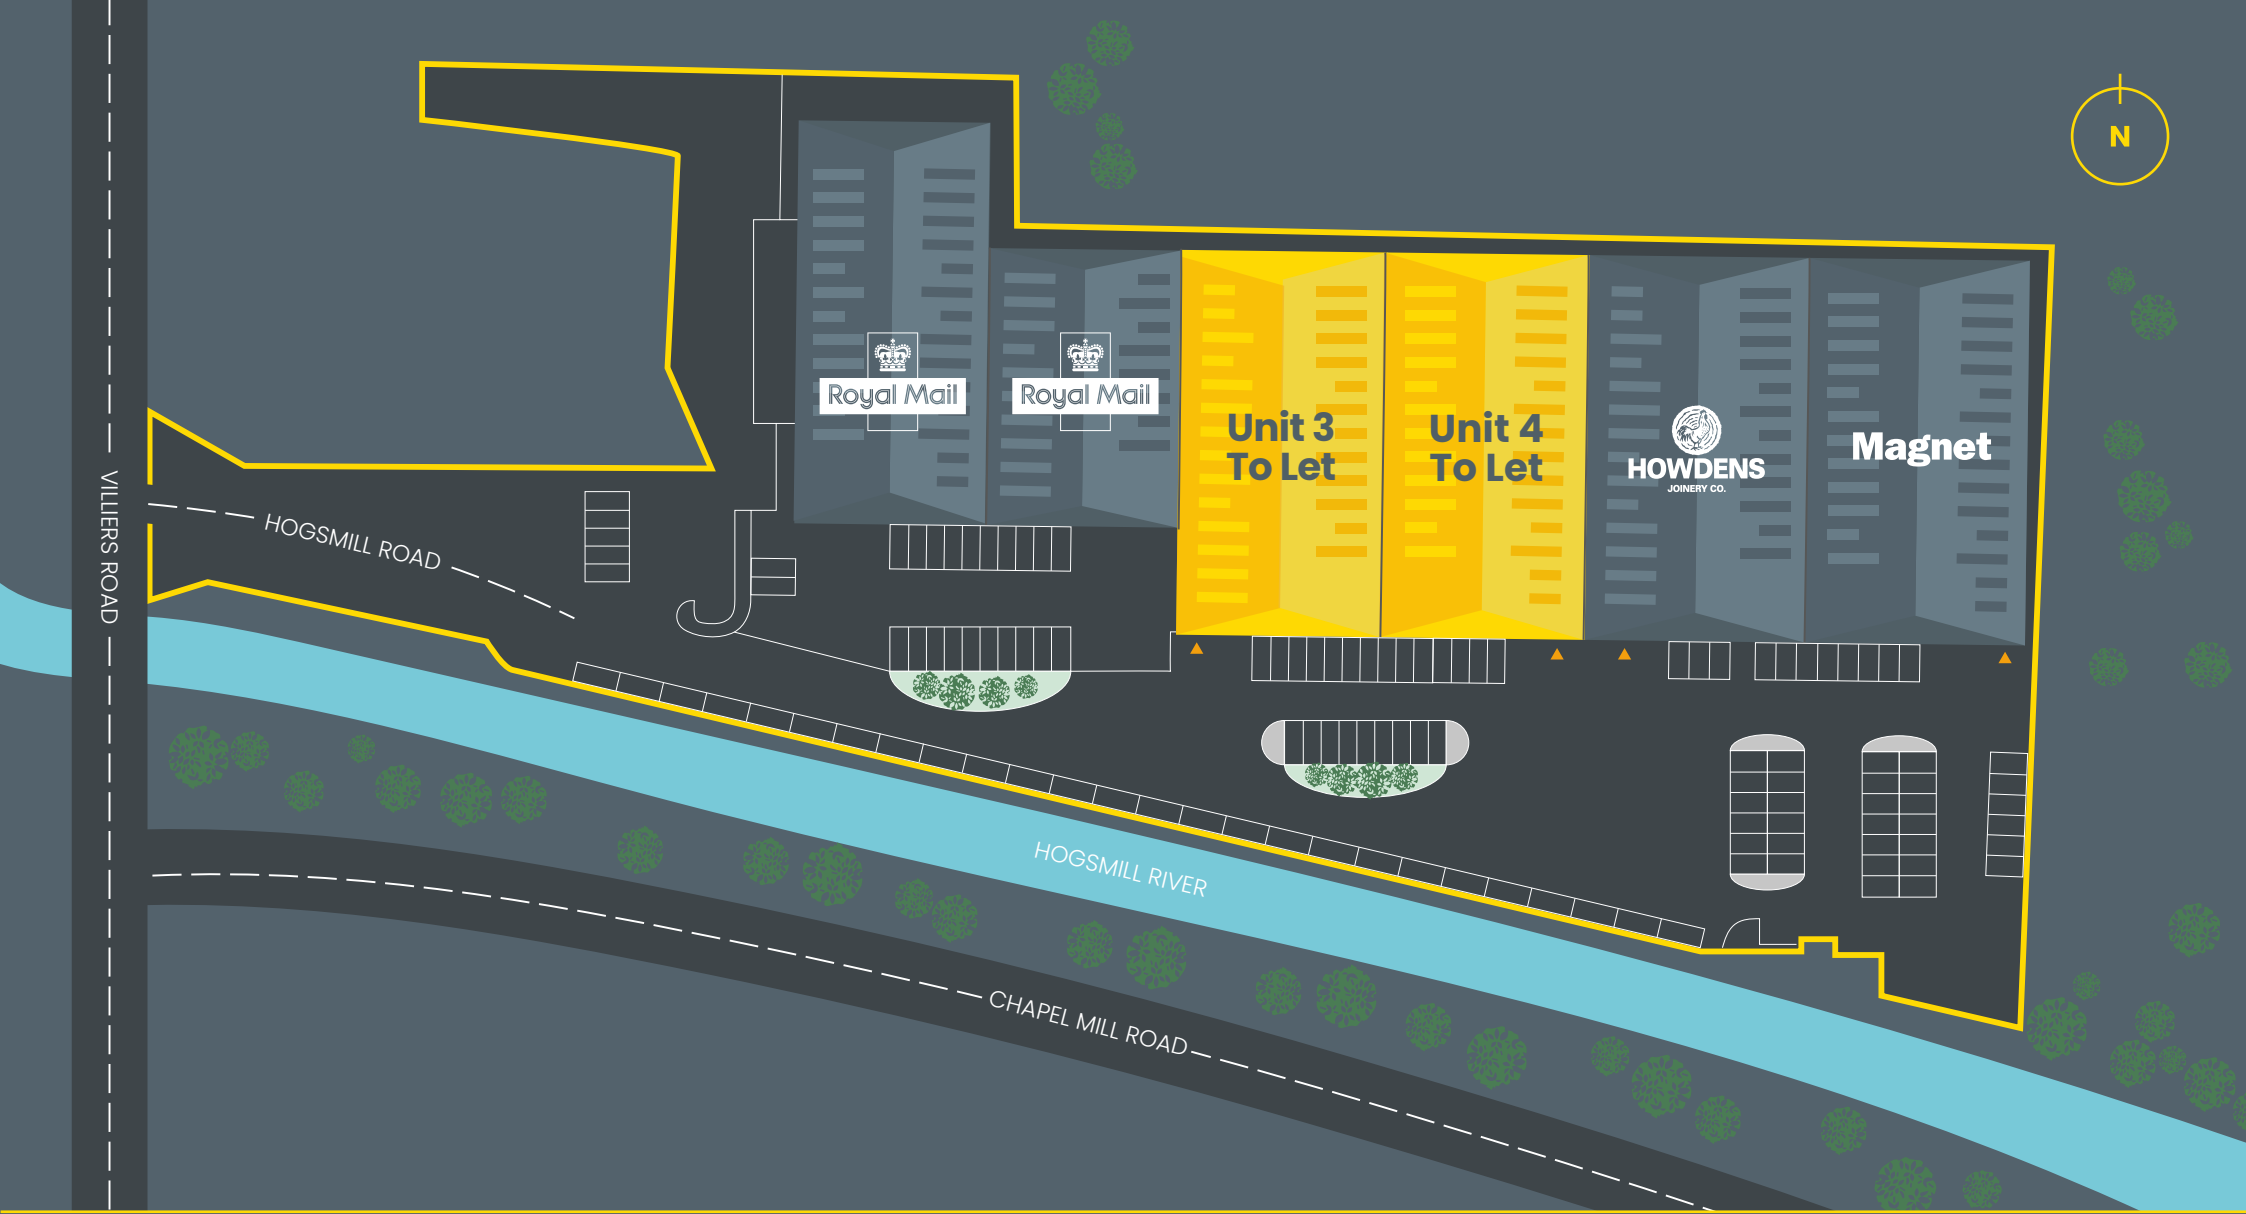 N
Royal Mail
Royal Mail
Unit 3
To Let
Unit 4
To Let
HOWDENS
JOINERY CO.
Magnet
VILLIERS ROAD
HOGSMILL ROAD
HOGSMILL RIVER
CHAPEL MILL ROAD